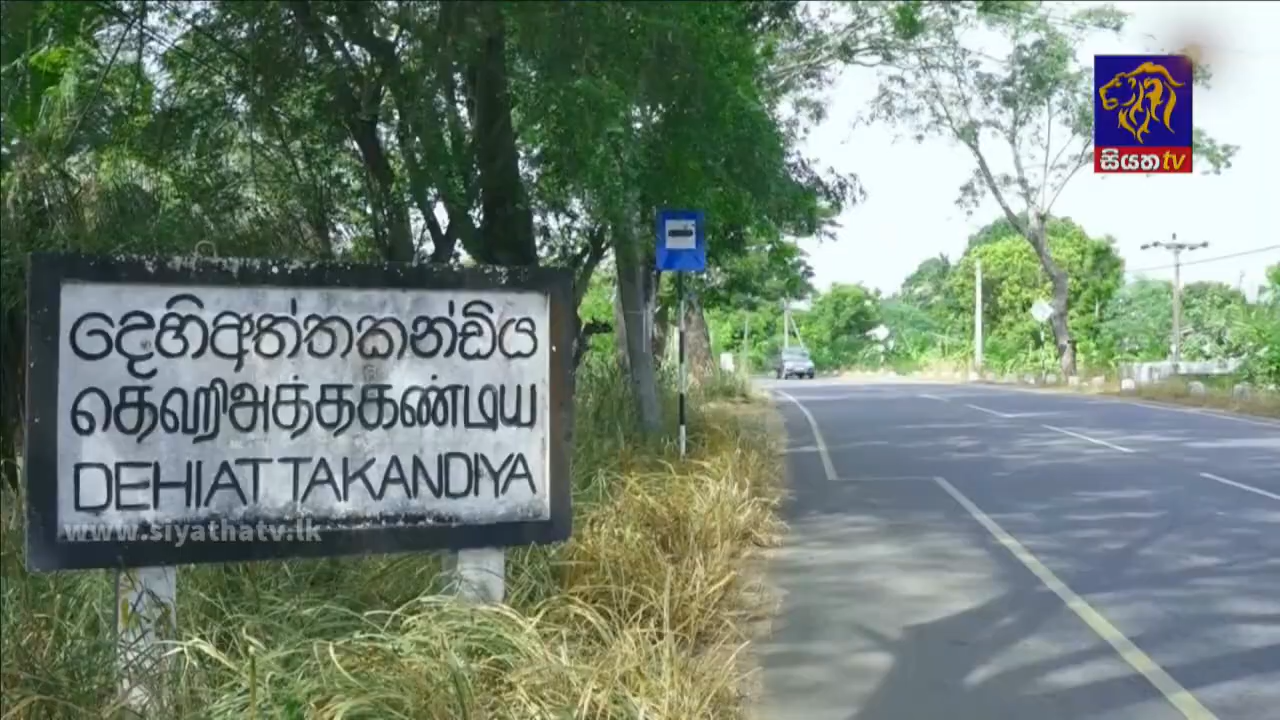 දෙහිඅත්තකන්ඩිය
தெஹிஅத்தகண்டிய
DEHIATTAKANDIYA
www.siyathatv.lk
සියත tv